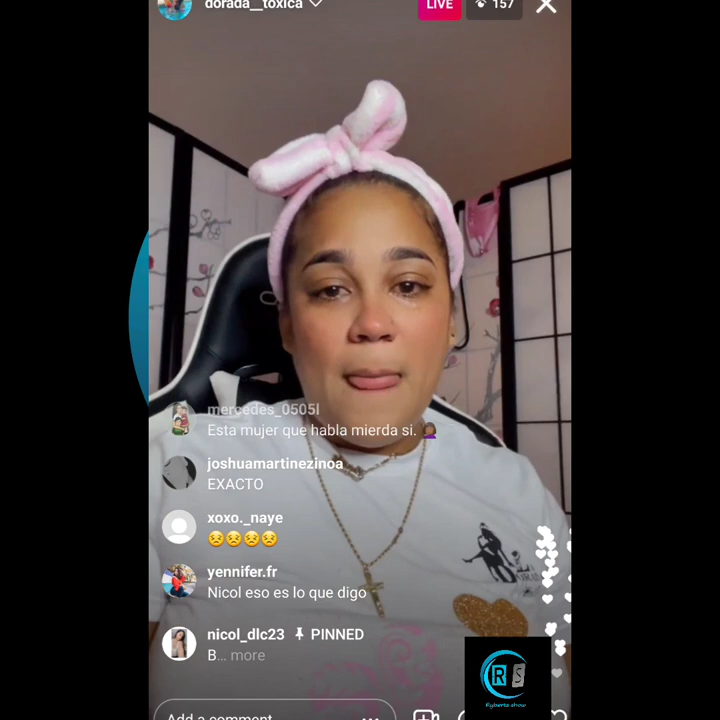 dorada__toxica
LIVE
157
mercedes_0505l
Esta mujer que habla mierda si. 🤦🏾‍♀️
joshuamartinezinoa
EXACTO
xoxo._naye
😣😣😣😣
yennifer.fr
Nicol eso es lo que digo
nicol_dlc23 PINNED
B... more
RS
Add a comment